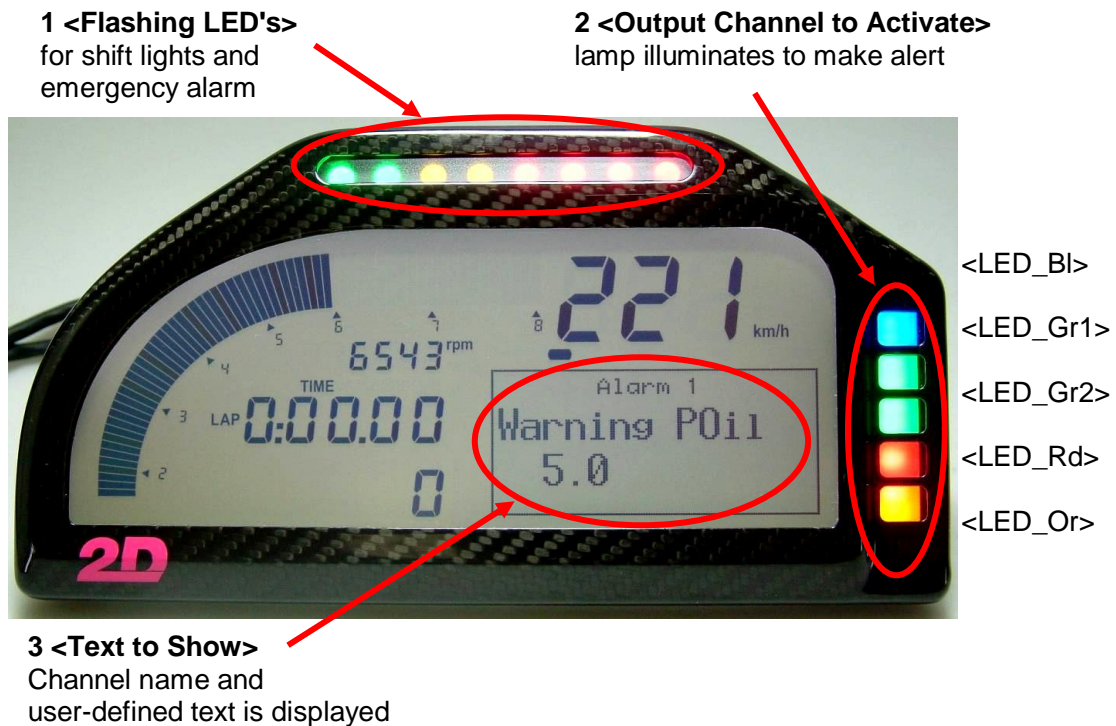 1 <Flashing LED's>
for shift lights and
emergency alarm
2 <Output Channel to Activate>
lamp illuminates to make alert
221
km/h
2
3
4
5
6
7
8
6543 rpm
TIME
LAP 0:00.00
0
Alarm 1
Warning POil
5.0
<LED_Bl>
<LED_Gr1>
<LED_Gr2>
<LED_Rd>
<LED_Or>
2D
3 <Text to Show>
Channel name and
user-defined text is displayed